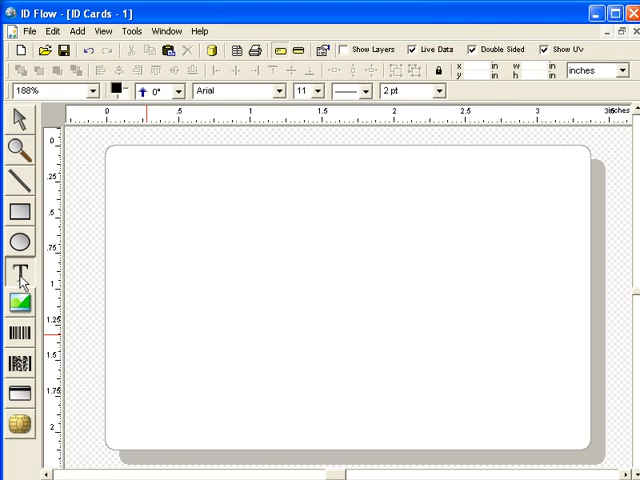 ID Flow - [ID Cards - 1]
File Edit Add View Tools Window Help
Show Layers Live Data Double Sided Show UV
x y in in w h in in inches
188% 0° Arial 11 2 pt
0 .5 1 1.5 2 2.5 3 inches
0
.25
.5
.75
1
1.25
1.5
1.75
2
T